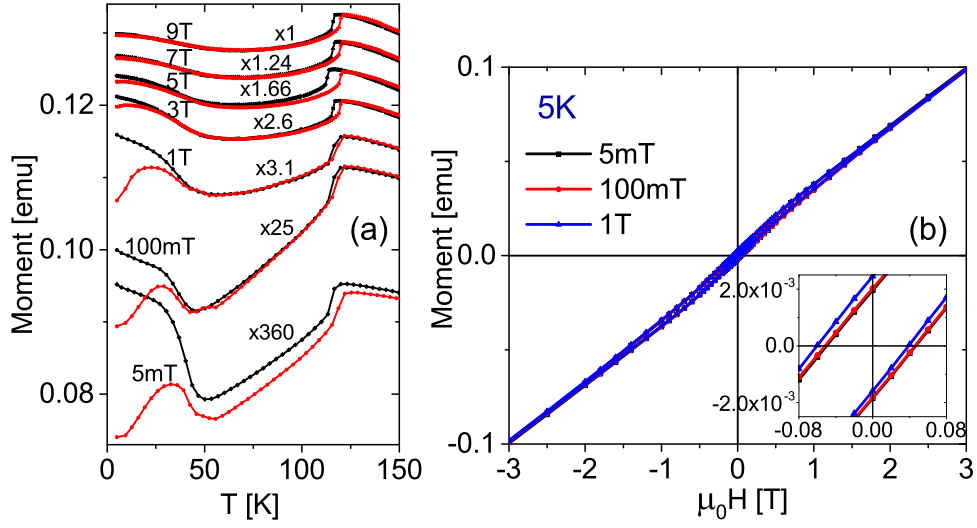 0.12
0.10
0.08
Moment [emu]
9T
x1
7T
x1.24
5T
x1.66
3T
x2.6
1T
x3.1
100mT
x25
(a)
5mT
x360
0
50
100
150
T [K]
0.1
0.0
-0.1
Moment [emu]
5K
5mT
100mT
1T
(b)
2.0x10⁻³
0.0
-2.0x10⁻³
-0.08
0.00
0.08
-3
-2
-1
0
1
2
3
μ₀H [T]